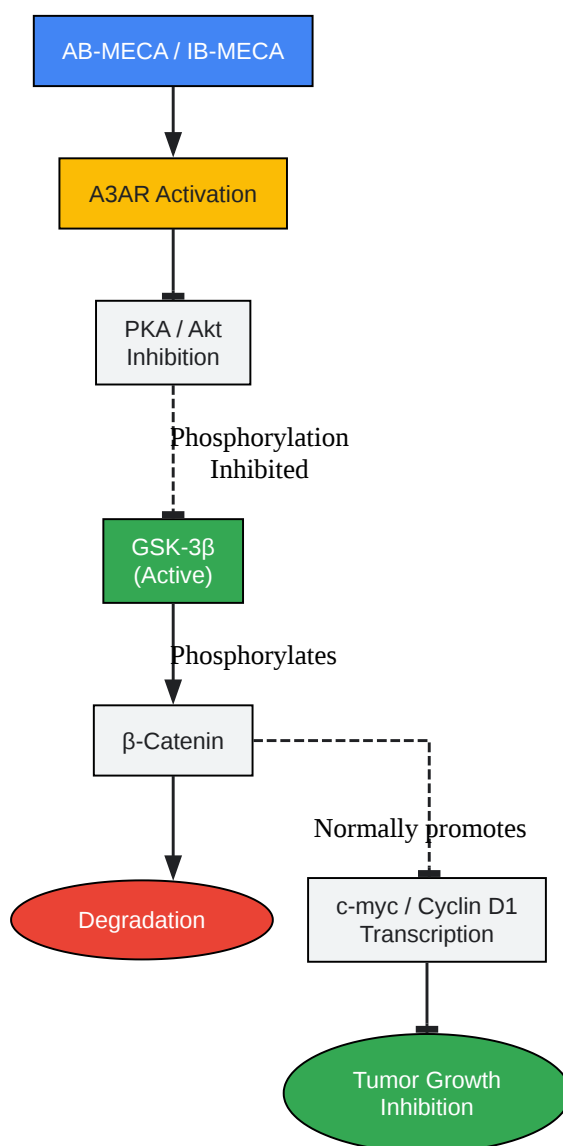 AB-MECA / IB-MECA
A3AR Activation
PKA / Akt
Inhibition
Phosphorylation
Inhibited
GSK-3β
(Active)
Phosphorylates
β-Catenin
Normally promotes
Degradation
c-myc / Cyclin D1
Transcription
Tumor Growth
Inhibition